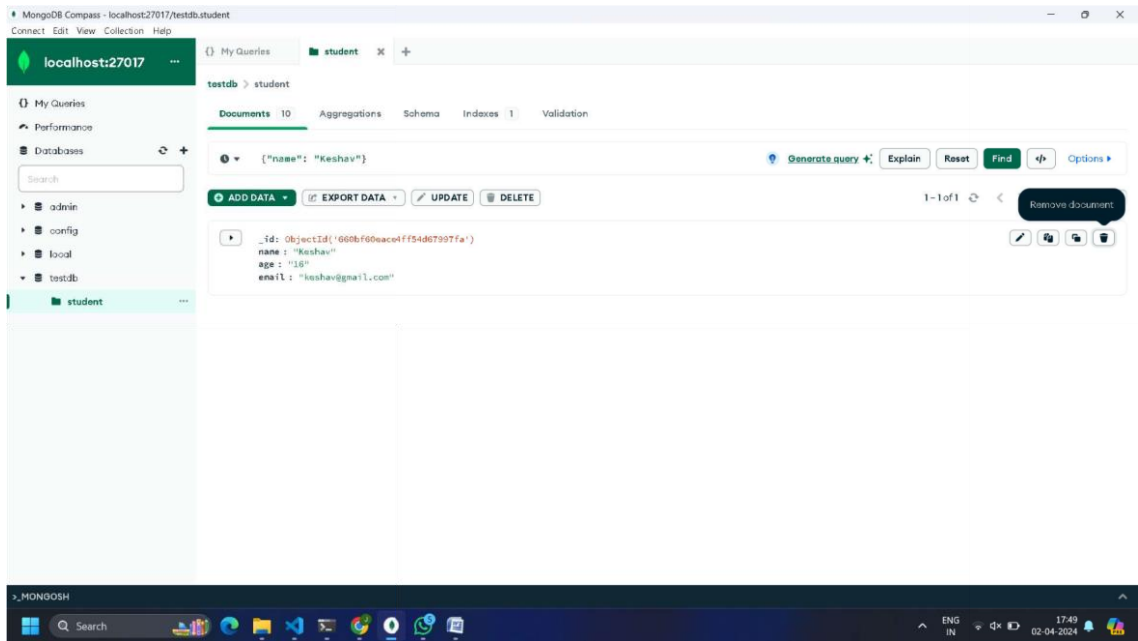 MongoDB Compass - localhost:27017/testdb.student
Connect Edit View Collection Help
localhost:27017 ...
{} My Queries
student
testdb > student
{} My Queries
Performance
Databases
Search
admin
config
local
testdb
student ...
Documents 10 Aggregations Schema Indexes 1 Validation
{"name": "Keshav"}
Generate query Explain Reset Find </> Options
ADD DATA EXPORT DATA UPDATE DELETE
1-1 of 1
Remove document
name : "Keshav"
age : "16"
email : "keshav@gmail.com"
>_MONGOSH
Search
ENG
IN
17:49
02-04-2024